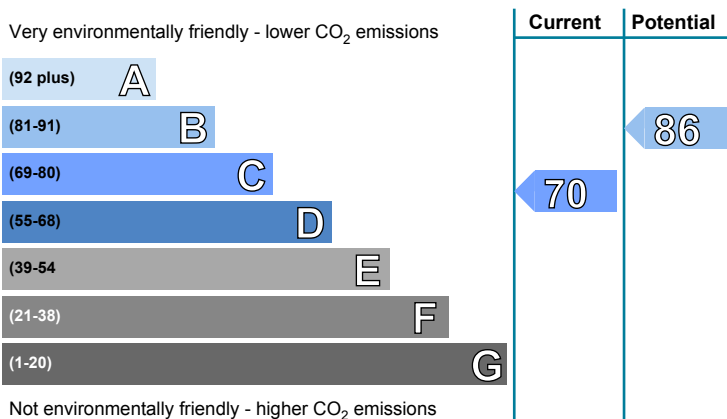 Very environmentally friendly - lower CO2 emissions
Current
Potential
(92 plus) A
(81-91) B
86
(69-80) C
70
(55-68) D
(39-54 E
(21-38) F
(1-20) G
Not environmentally friendly - higher CO2 emissions